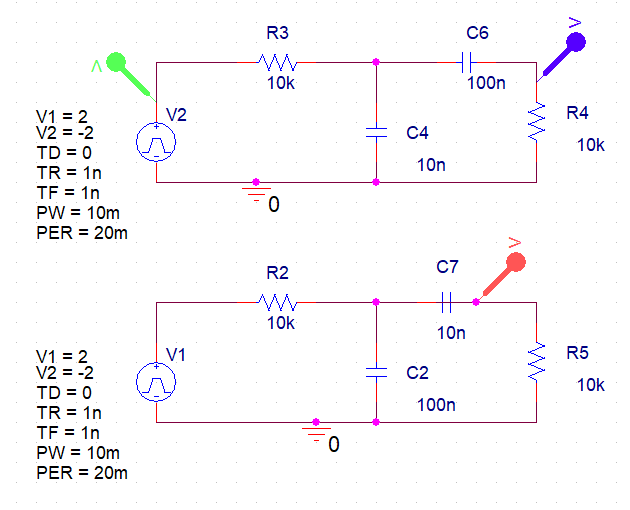 R3
C6
10k
100n
V
V
V1 = 2
V2 = -2
TD = 0
TR = 1n
TF = 1n
PW = 10m
PER = 20m
V2
C4
10n
R4
10k
0
R2
C7
10k
10n
V
V1 = 2
V2 = -2
TD = 0
TR = 1n
TF = 1n
PW = 10m
PER = 20m
V1
C2
100n
R5
10k
0